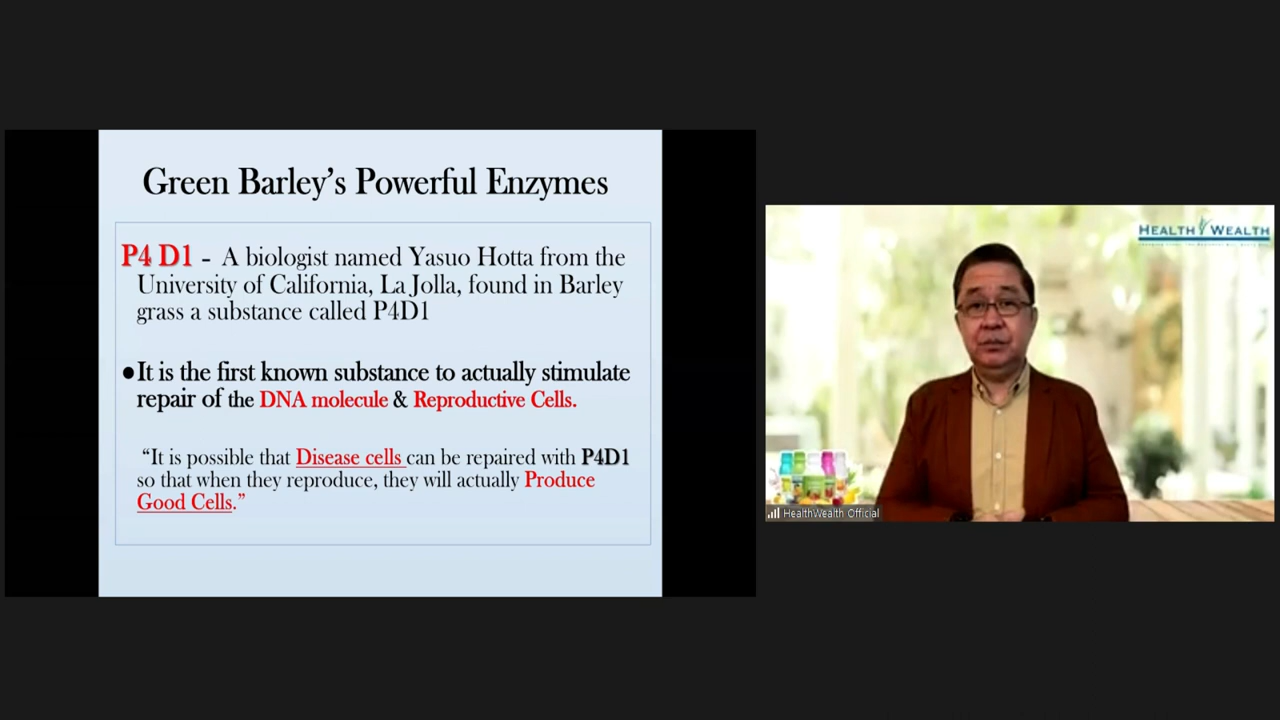 Green Barley’s Powerful Enzymes
P4 D1 - A biologist named Yasuo Hotta from the
University of California, La Jolla, found in Barley
grass a substance called P4D1
●It is the first known substance to actually stimulate
repair of the DNA molecule & Reproductive Cells.
“It is possible that Disease cells can be repaired with P4D1
so that when they reproduce, they will actually Produce
Good Cells.”
HEALTH WEALTH
HealthWealth Official